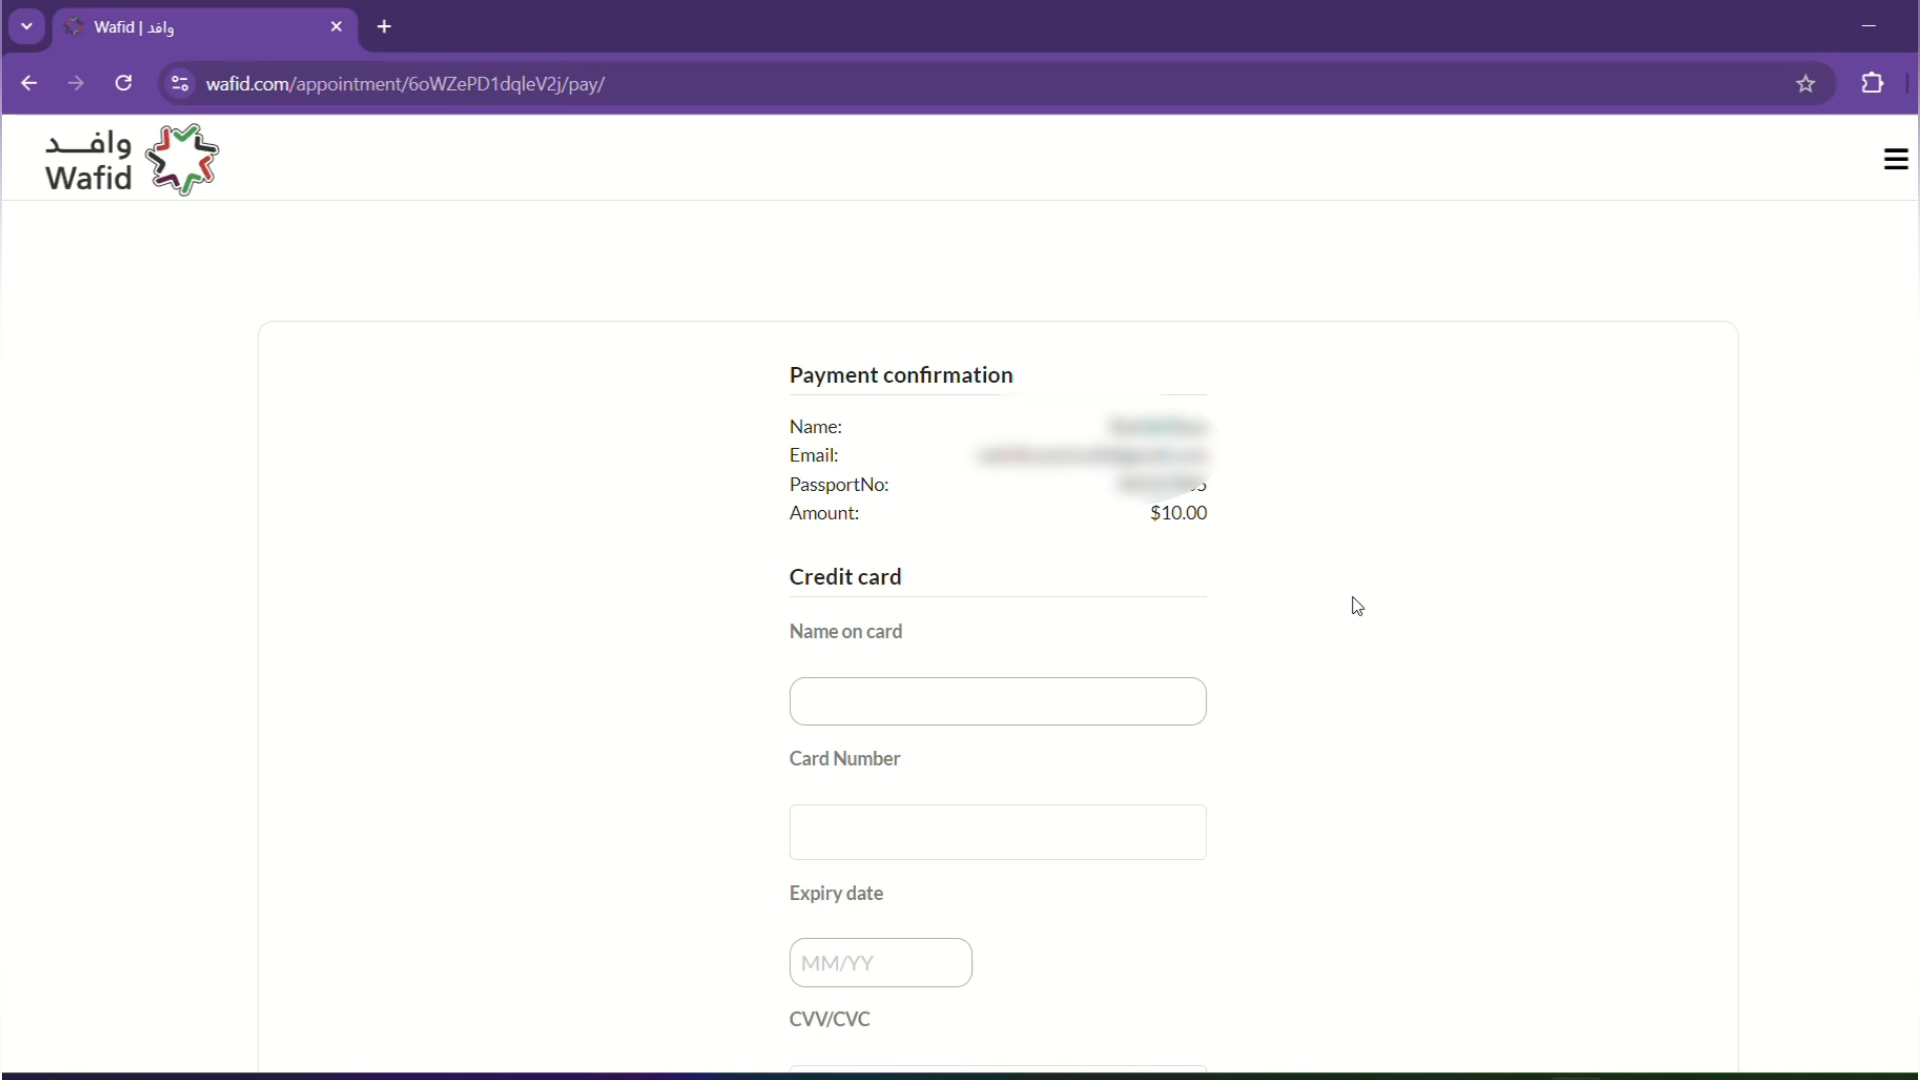 Wafid | وافد
wafid.com/appointment/6oWZePD1dqleV2j/pay/
وافــد
Wafid
Payment confirmation
Name:
Email:
PassportNo:
Amount: $10.00
Credit card
Name on card
Card Number
Expiry date
MM/YY
CVV/CVC